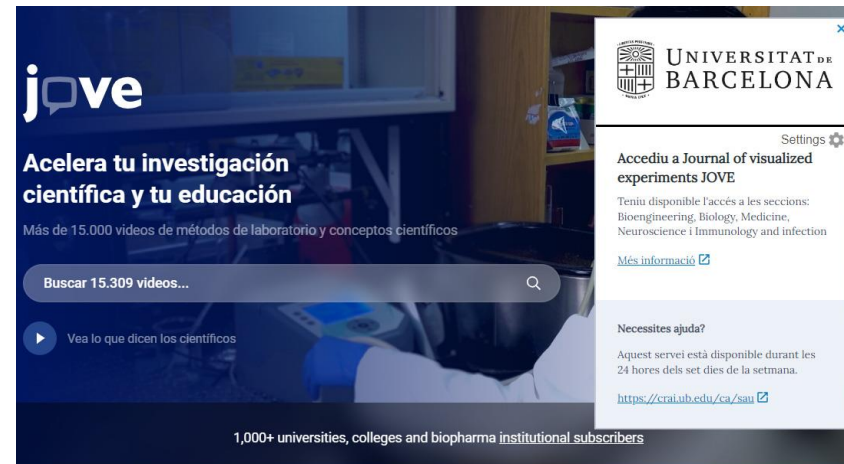 jove
Acelera tu investigación
científica y tu educación
Más de 15.000 videos de métodos de laboratorio y conceptos científicos
Buscar 15.309 videos...
Vea lo que dicen los científicos
1,000+ universities, colleges and biopharma institutional subscribers
×
UNIVERSITAT DE
BARCELONA
Settings
Accediu a Journal of visualized
experiments JOVE
Teniu disponible l'accés a les seccions:
Bioengineering, Biology, Medicine,
Neuroscience i Immunology and infection
Més informació
Necessites ajuda?
Aquest servei està disponible durant les
24 hores dels set dies de la setmana.
https://crai.ub.edu/ca/sau